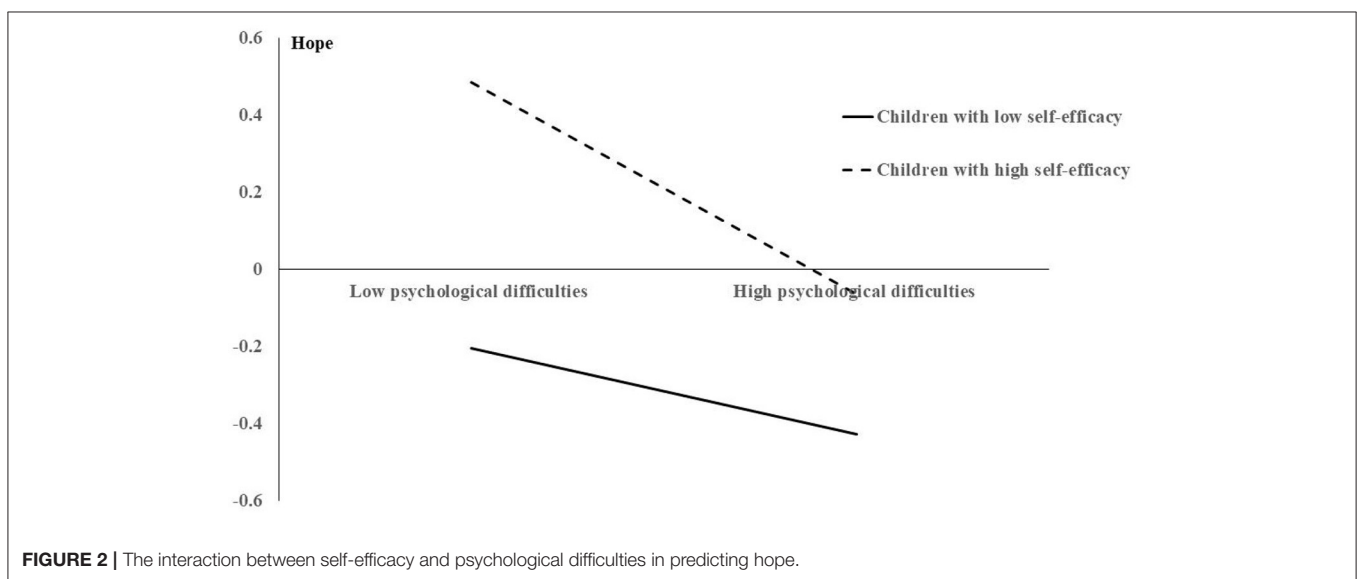 0.6
Hope
0.4
Children with low self-efficacy
0.2
Children with high self-efficacy
0
Low psychological difficulties
High psychological difficulties
-0.2
-0.4
-0.6
FIGURE 2 | The interaction between self-efficacy and psychological difficulties in predicting hope.